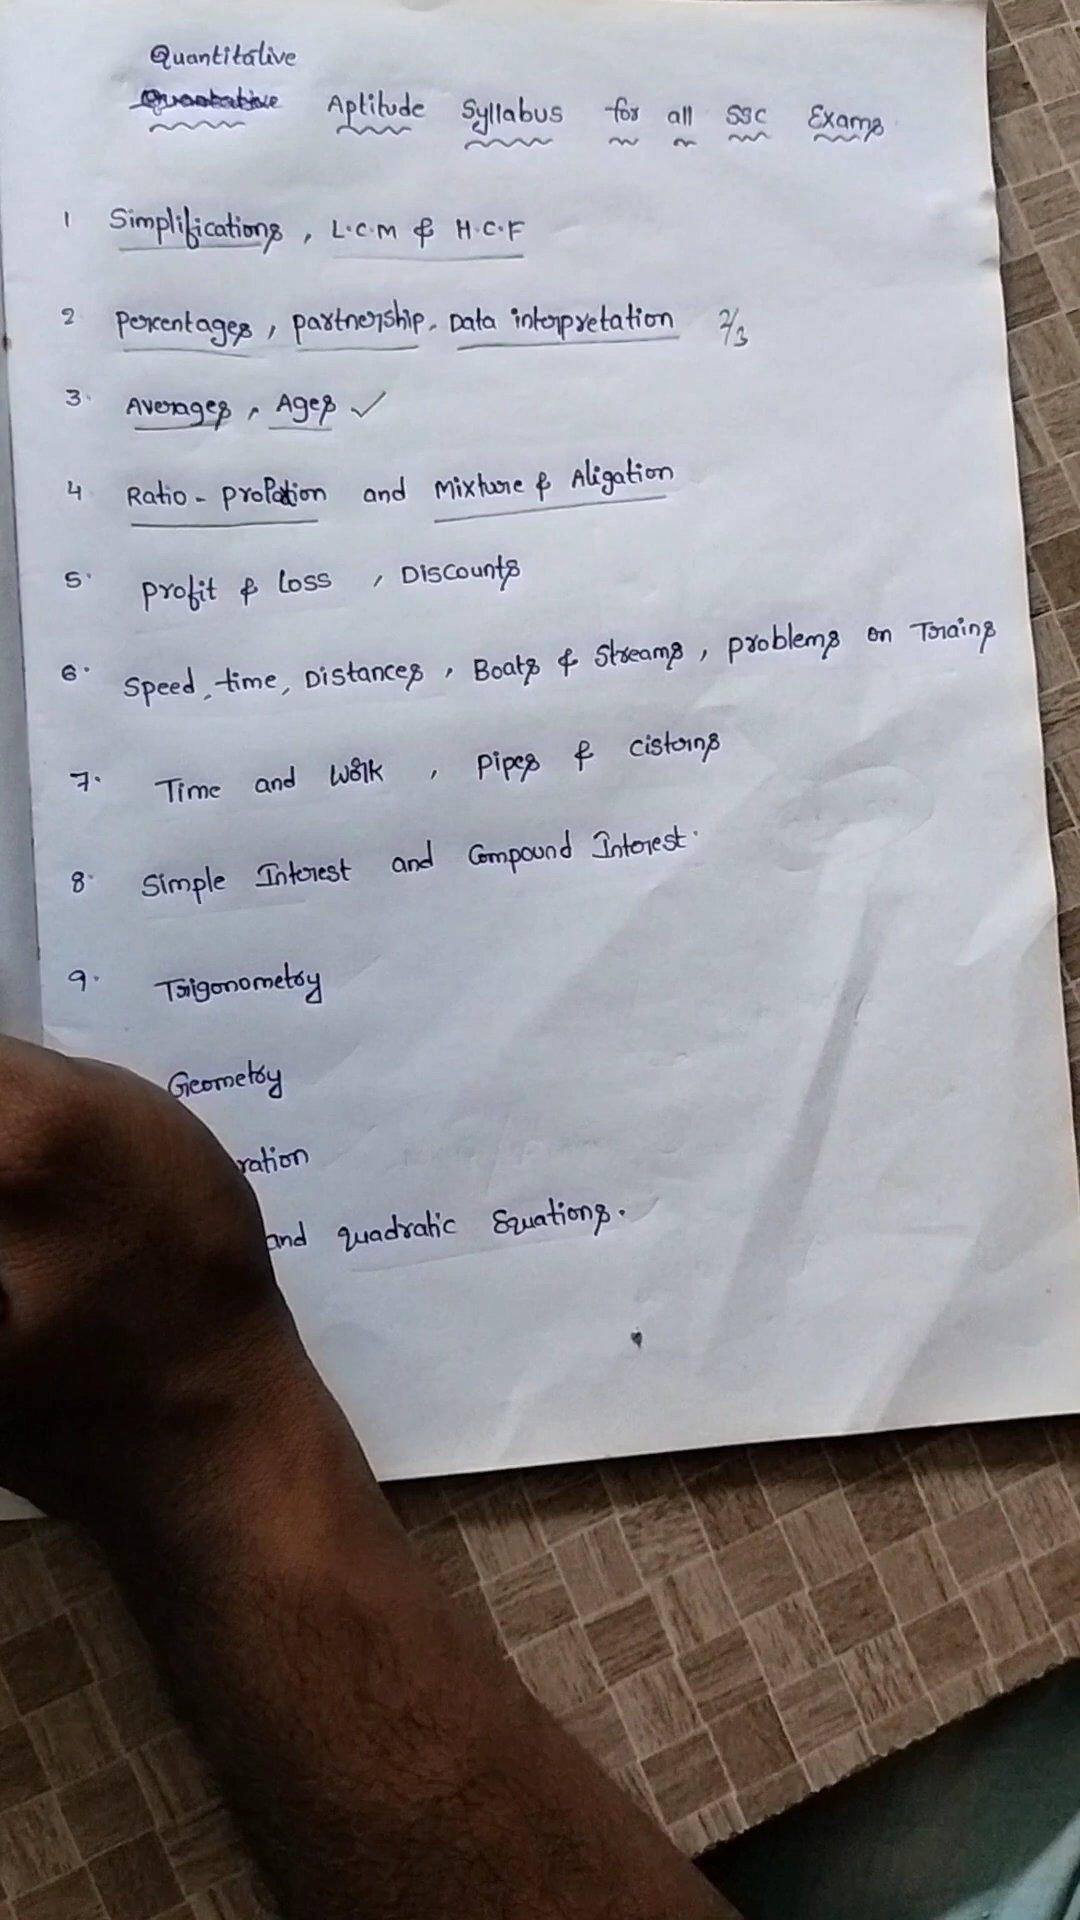 Quantitative
Quantative Aptitude Syllabus for all SSC Exams
1 Simplifications, L.C.M & H.C.F
2 Percentages, partnership, Data interpretation 2/3
3. Averages, Ages ✓
4 Ratio - Propotion and Mixture & Aligation
5. Profit & Loss, Discounts
6. Speed, time, Distances, Boats & Streams, problems on Trains
7. Time and Work, Pipes & cisterns
8. Simple Interest and Compound Interest.
9. Trigonometry
Geometry
ration
and quadratic Equations.